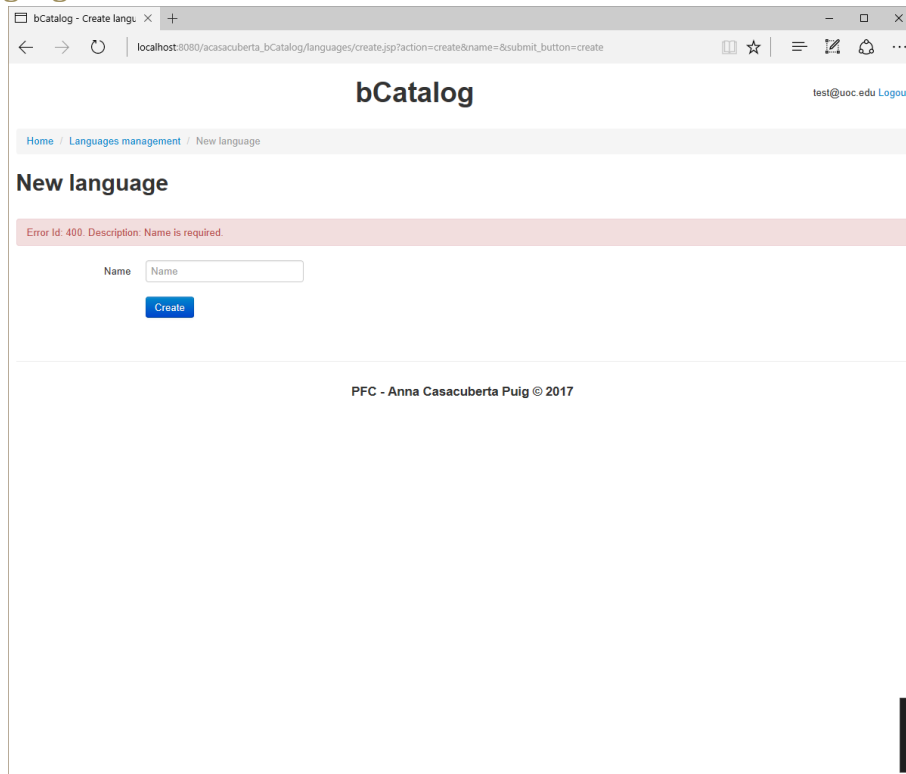 bCatalog - Create langu
localhost:8080/acasacuberta_bCatalog/languages/create.jsp?action=create&name=&submit_button=create
bCatalog
test@uoc.edu Logou
Home / Languages management / New language
New language
Error Id: 400. Description: Name is required.
Name Name
Create
PFC - Anna Casacuberta Puig © 2017